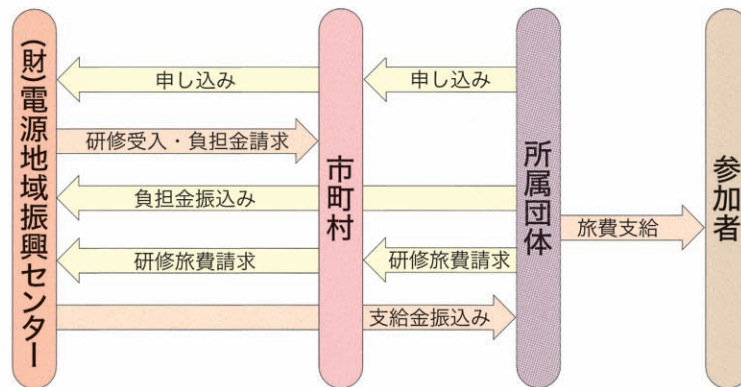 (財)電源地域振興センター
申し込み
申し込み
研修受入・負担金請求
市町村
所属団体
参加者
負担金振込み
旅費支給
研修旅費請求
研修旅費請求
支給金振込み